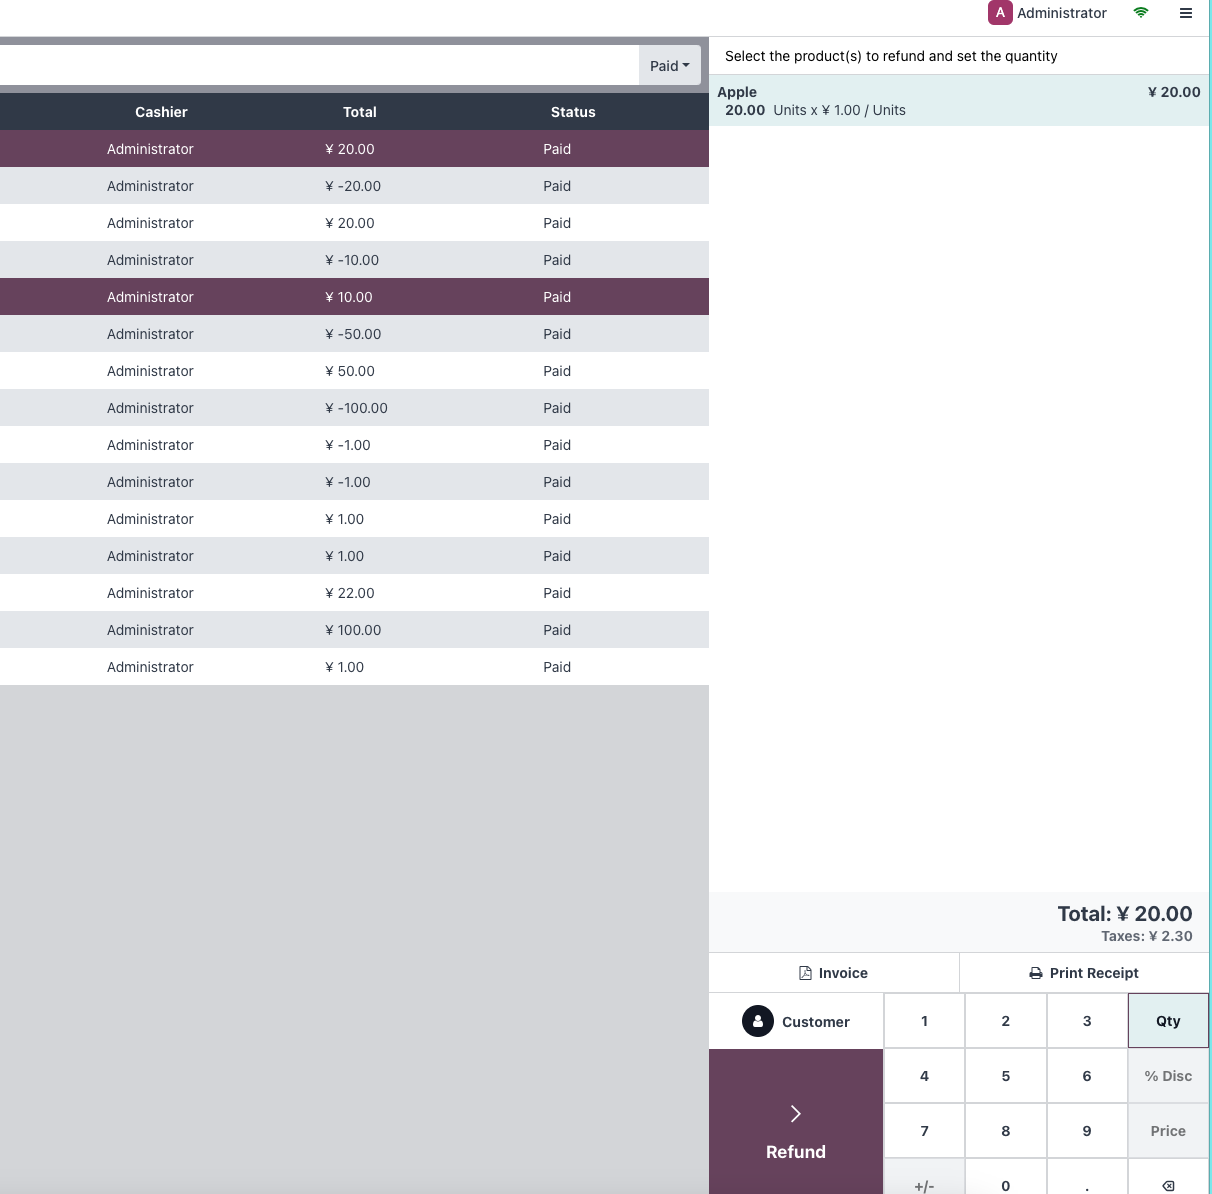 A Administrator
Paid
Select the product(s) to refund and set the quantity
Cashier Total Status
Apple ¥ 20.00
20.00 Units x ¥ 1.00 / Units
Administrator ¥ 20.00 Paid
Administrator ¥ -20.00 Paid
Administrator ¥ 20.00 Paid
Administrator ¥ -10.00 Paid
Administrator ¥ 10.00 Paid
Administrator ¥ -50.00 Paid
Administrator ¥ 50.00 Paid
Administrator ¥ -100.00 Paid
Administrator ¥ -1.00 Paid
Administrator ¥ -1.00 Paid
Administrator ¥ 1.00 Paid
Administrator ¥ 1.00 Paid
Administrator ¥ 22.00 Paid
Administrator ¥ 100.00 Paid
Administrator ¥ 1.00 Paid
Total: ¥ 20.00
Taxes: ¥ 2.30
Invoice Print Receipt
Customer 1 2 3 Qty
4 5 6 % Disc
Refund 7 8 9 Price
+/- 0 .